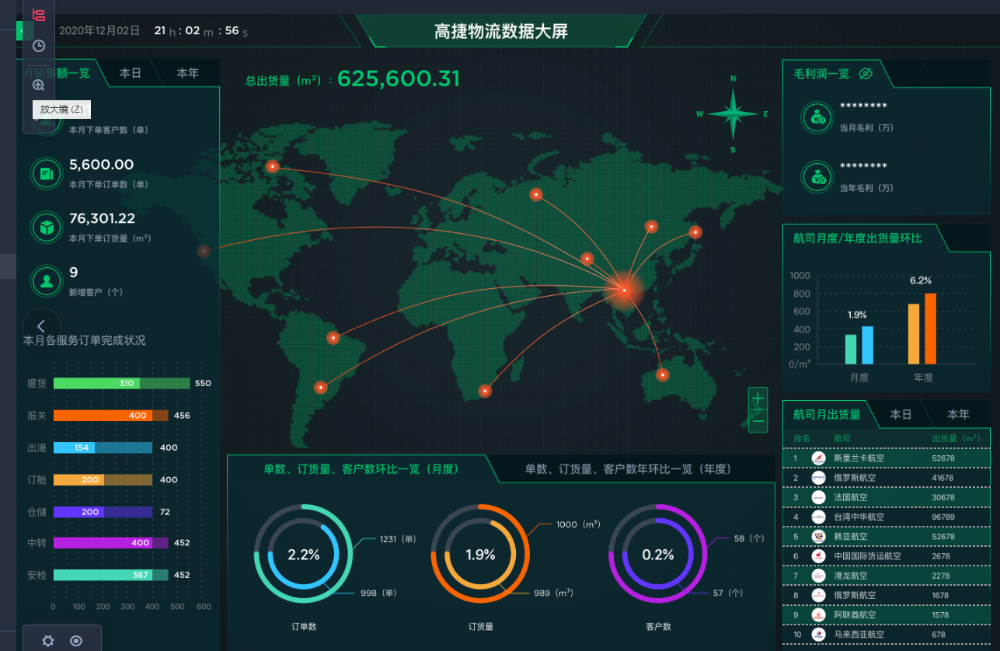 2020年12月02日 21 h : 02 m : 56 s
高捷物流数据大屏
月销售额一览 本日 本年
放大镜 (Z)
本月下单客户数（单）
5,600.00
本月下单订单数（单）
76,301.22
本月下单订货量（m³）
9
新增客户（个）
本月各服务订单完成状况
提货 310 550
报关 400 456
出港 154 400
订舱 200 400
仓储 200 72
中转 400 452
安检 367 452
0 100 200 300 400 500 600
总出货量（m³）: 625,600.31
N
W E
S
单数、订货量、客户数环比一览（月度） 单数、订货量、客户数年环比一览（年度）
2.2%
1231（单）
998（单）
订单数
1.9%
1000（m³）
989（m³）
订货量
0.2%
58（个）
57（个）
客户数
毛利润一览
********
当月毛利（万）
********
当年毛利（万）
航司月度/年度出货量环比
1000
800
600
400
200
0/m³
1.9%
6.2%
月度 年度
航司月出货量 本日 本年
排名 航司 出货量（m³）
1 斯里兰卡航空 52678
2 俄罗斯航空 41678
3 法国航空 30678
4 台湾中华航空 96789
5 韩亚航空 52678
6 中国国际货运航空 2678
7 港龙航空 2278
8 俄罗斯航空 1678
9 阿联酋航空 1578
10 马来西亚航空 678